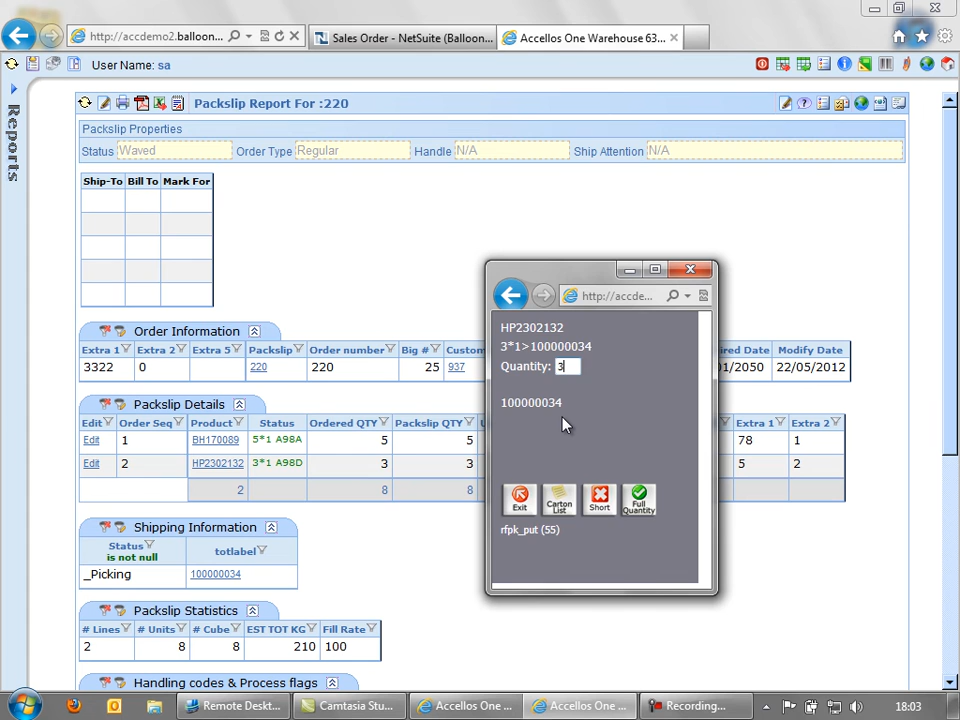 http://accdemo2.balloon...
Sales Order - NetSuite (Balloon...
Accellos One Warehouse 63...
User Name: sa
Reports
Packslip Report For :220
Packslip Properties
Status Waved Order Type Regular Handle N/A Ship Attention N/A
Ship-To Bill To Mark For
Order Information
Extra 1 Extra 2 Extra 5 Packslip Order number Big # Custom ired Date Modify Date
3322 0 220 220 25 937 01/2050 22/05/2012
Packslip Details
Edit Order Seq Product Status Ordered QTY Packslip QTY Extra 1 Extra 2
Edit 1 BH170089 5*1 A98A 5 5 78 1
Edit 2 HP2302132 3*1 A98D 3 3 5 2
2 8 8
Shipping Information
Status
is not null
totlabel
_Picking 100000034
Packslip Statistics
# Lines # Units # Cube EST TOT KG Fill Rate
2 8 8 210 100
Handling codes & Process flags
http://accde...
HP2302132
3*1>100000034
Quantity: 3
100000034
Exit
Carton List
Short
Full Quantity
rfpk_put (55)
Remote Deskt...
Camtasia Stu...
Accellos One ...
Accellos One ...
Recording...
18:03